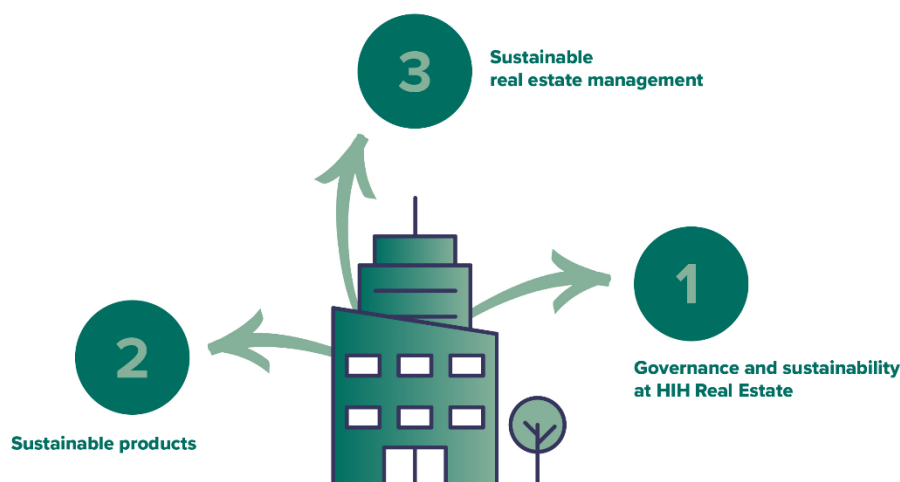 3
Sustainable
real estate management
1
Governance and sustainability
at HIH Real Estate
2
Sustainable products